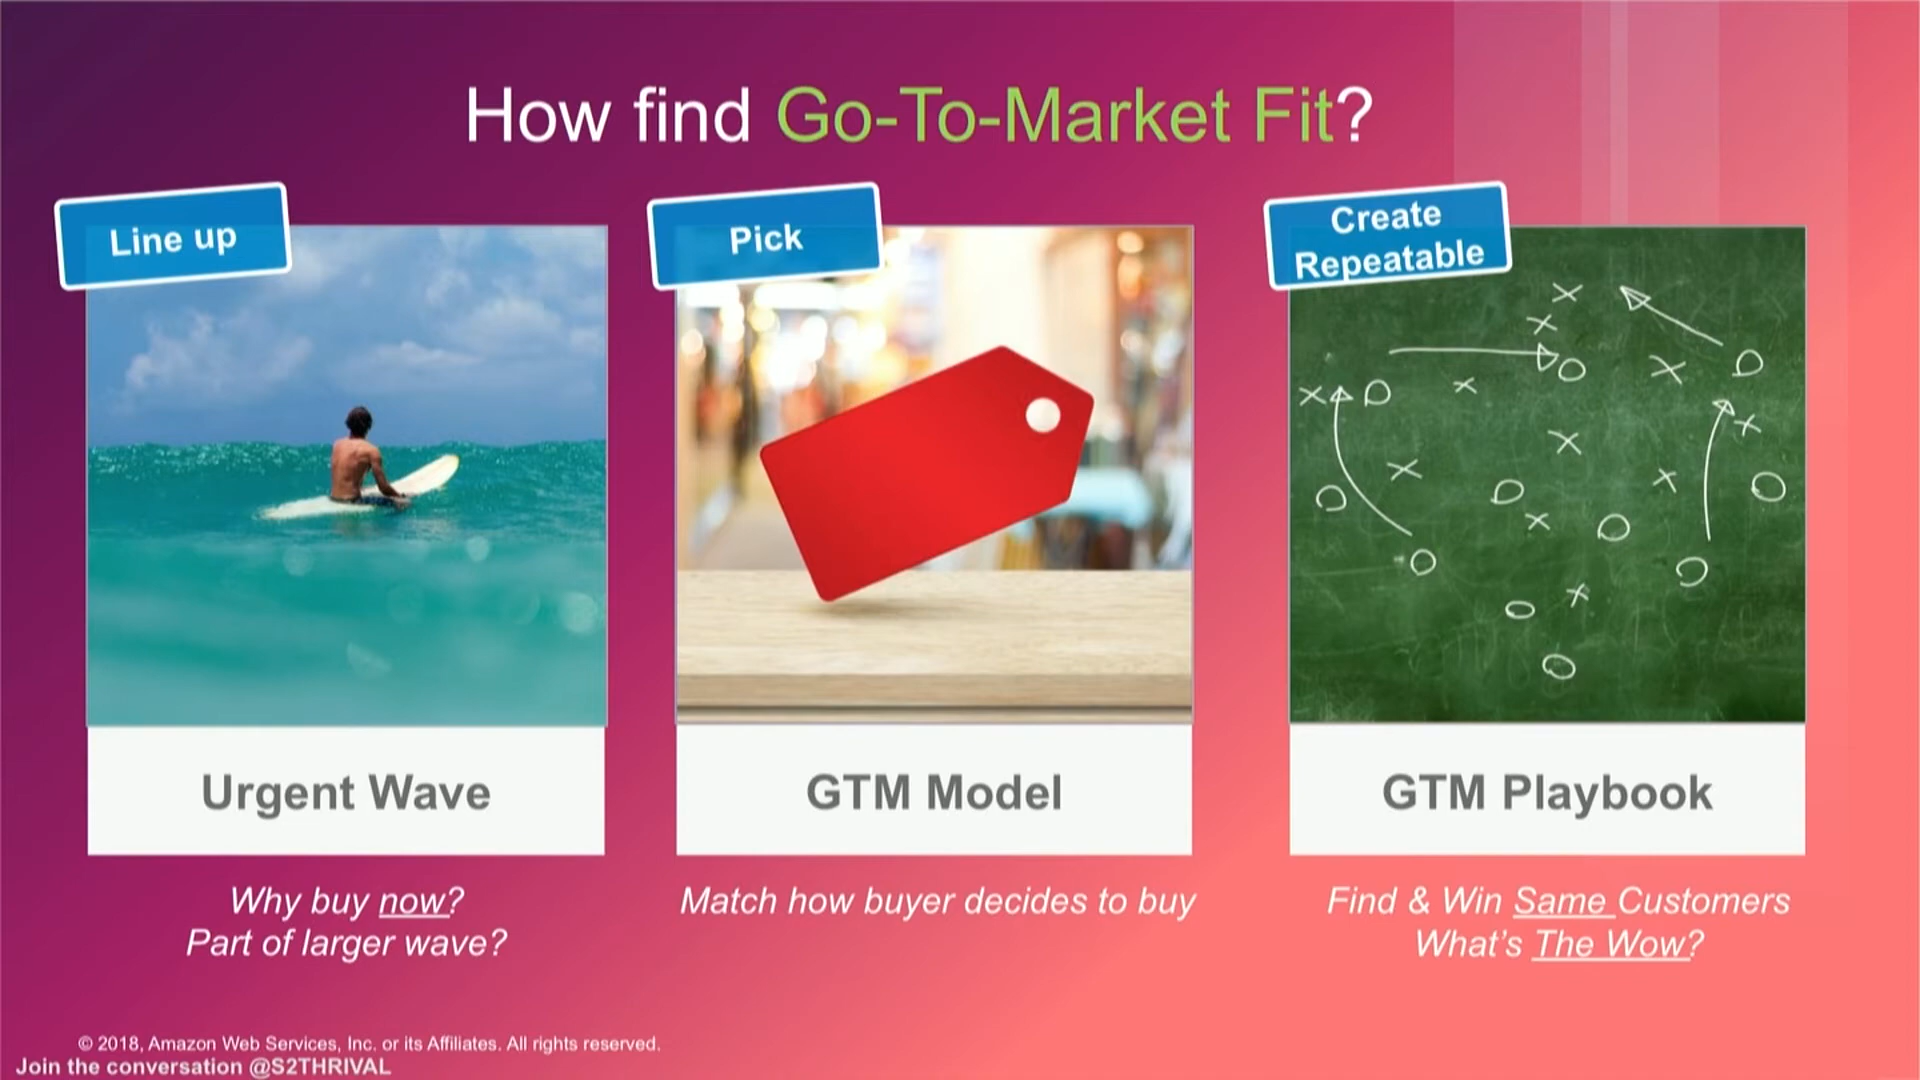 How find Go-To-Market Fit?
Line up
Pick
Create
Repeatable
Urgent Wave
GTM Model
GTM Playbook
Why buy now?
Part of larger wave?
Match how buyer decides to buy
Find & Win Same Customers
What's The Wow?
© 2018, Amazon Web Services, Inc. or its Affiliates. All rights reserved.
Join the conversation @S2THRIVAL